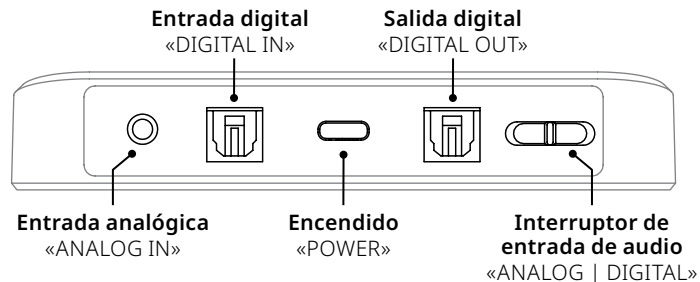 Entrada digital
«DIGITAL IN»
Salida digital
«DIGITAL OUT»
Entrada analógica
«ANALOG IN»
Encendido
«POWER»
Interruptor de
entrada de audio
«ANALOG | DIGITAL»